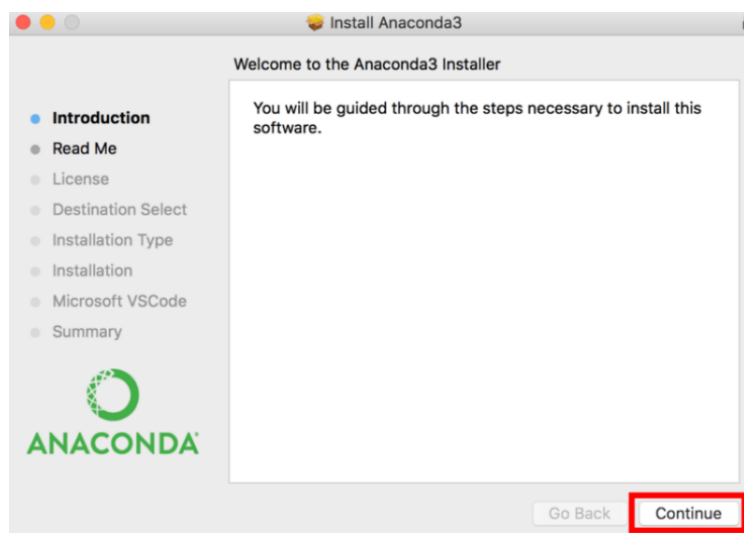 Install Anaconda3
Welcome to the Anaconda3 Installer
Introduction
Read Me
License
Destination Select
Installation Type
Installation
Microsoft VSCode
Summary
ANACONDA
You will be guided through the steps necessary to install this
software.
Go Back
Continue